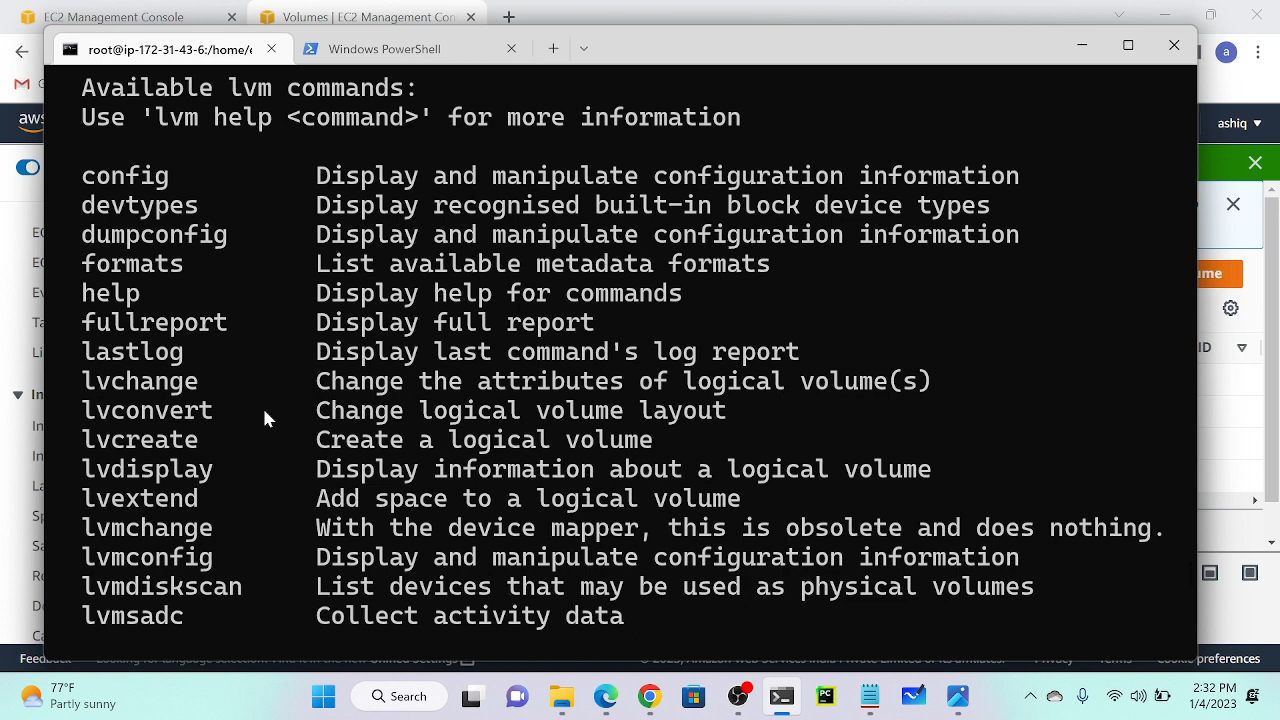 EC2 Management Console
Volumes | EC2 Management Con
root@ip-172-31-43-6:/home/e
Windows PowerShell
a
aws
ashiq
Available lvm commands:
Use 'lvm help <command>' for more information
config Display and manipulate configuration information
devtypes Display recognised built-in block device types
dumpconfig Display and manipulate configuration information
formats List available metadata formats
help Display help for commands
fullreport Display full report
lastlog Display last command's log report
lvchange Change the attributes of logical volume(s)
lvconvert Change logical volume layout
lvcreate Create a logical volume
lvdisplay Display information about a logical volume
lvextend Add space to a logical volume
lvmchange With the device mapper, this is obsolete and does nothing.
lvmconfig Display and manipulate configuration information
lvmdiskscan List devices that may be used as physical volumes
lvmsadc Collect activity data
ume
ID
Feedback
Cookie preferences
77°F
Partly sunny
Search
PC
2:32 PM
1/4/2023